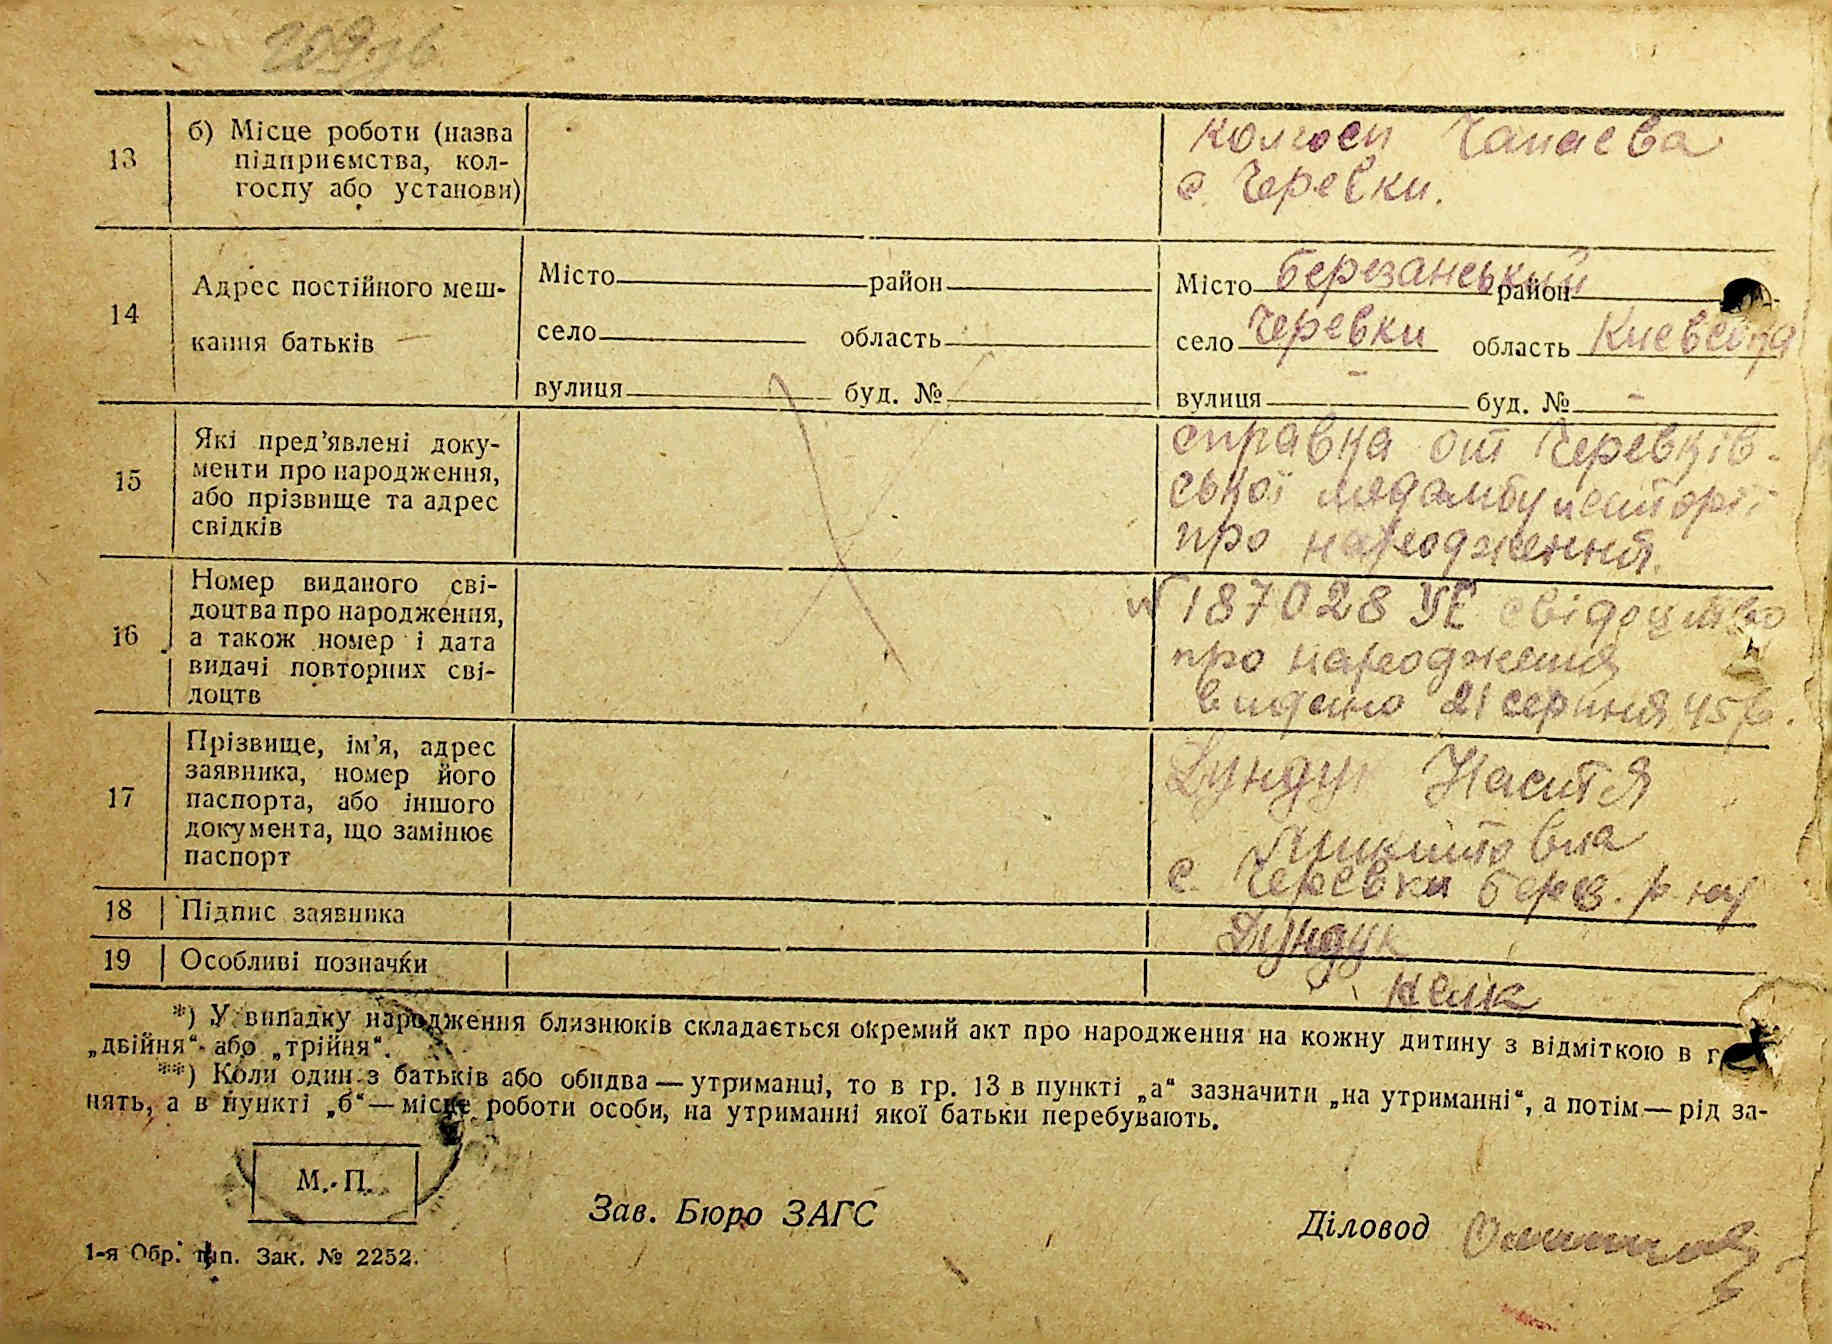 13
б) Місце роботи (назва
підприємства, кол-
госпу або установи)
колгосп Чапаєва
с. Черевки.
14
Адрес постійного меш-
кання батьків
Місто район
село область
вулиця буд. №
Місто Березанський район
село Черевки область Киевська
вулиця - буд. № -
15
Які пред’явлені доку-
менти про народження,
або прізвище та адрес
свідків
справка от Черевків-
ської медамбулаторії
про народження.
16
Номер виданого сві-
доцтва про народження,
а також номер і дата
видачі повторних сві-
доцтв
N 187028 УЕ свідоцтво
про народження
видано 21 серпня 45 р.
17
Прізвище, ім’я, адрес
заявника, номер його
паспорта, або іншого
документа, що замінює
паспорт
Дундук Настя
с. Черевки Берез. р-ну
18
Підпис заявника
Дундук
19
Особливі позначки
*) У випадку народження близнюків складається окремий акт про народження на кожну дитину з відміткою в
„двійня“ або „трійня“.
**) Коли один з батьків або обидва — утриманці, то в гр. 13 в пункті „а“ зазначити „на утриманні“, а потім — рід за-
нять, а в пункті „б“ — місце роботи особи, на утриманні якої батьки перебувають.
М. П.
Зав. Бюро ЗАГС
Діловод
1-я Обр. тип. Зак. № 2252.